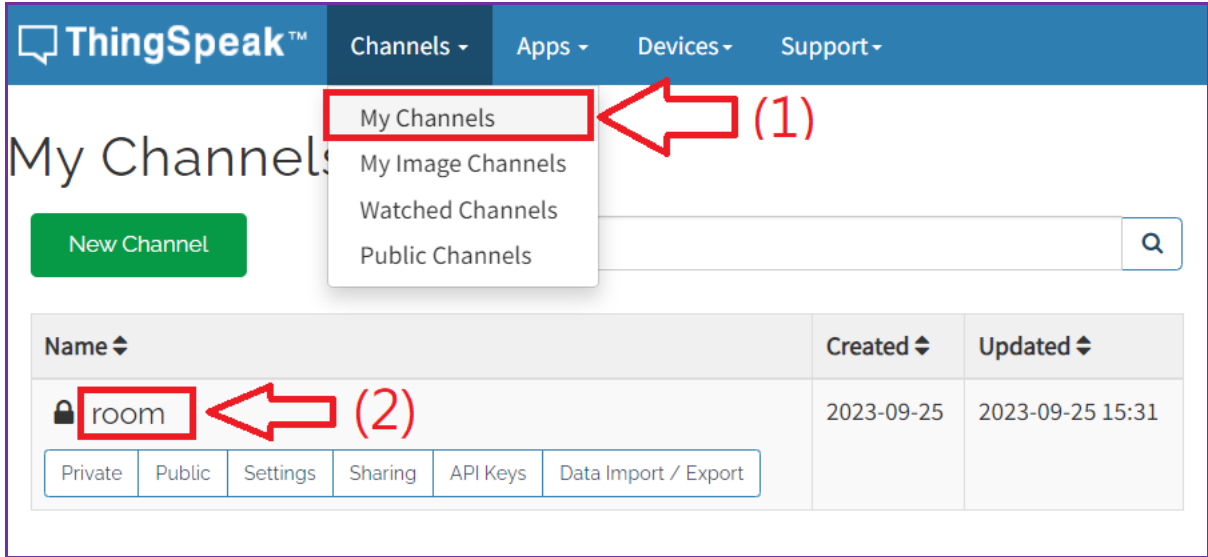 ThingSpeak™ Channels Apps Devices Support
My Channels (1)
My Channels
My Image Channels
Watched Channels
New Channel
Public Channels
Name Created Updated
room (2) 2023-09-25 2023-09-25 15:31
Private Public Settings Sharing API Keys Data Import / Export